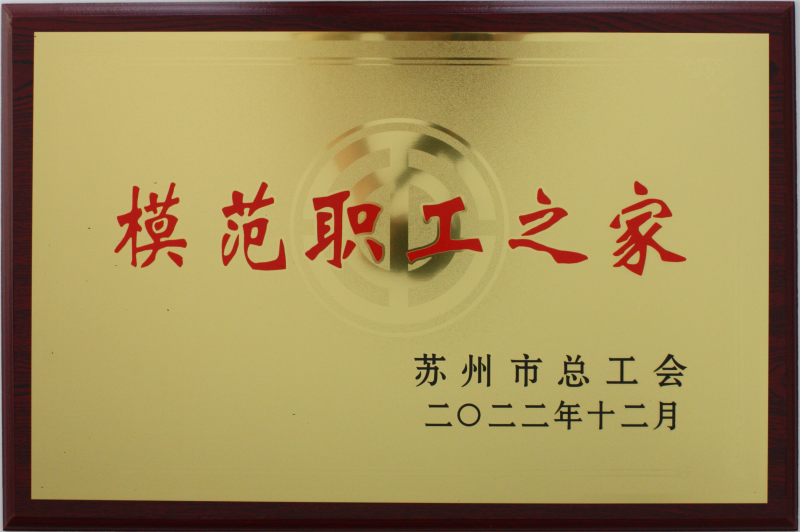 模范职工之家
苏州市总工会
二〇二二年十二月